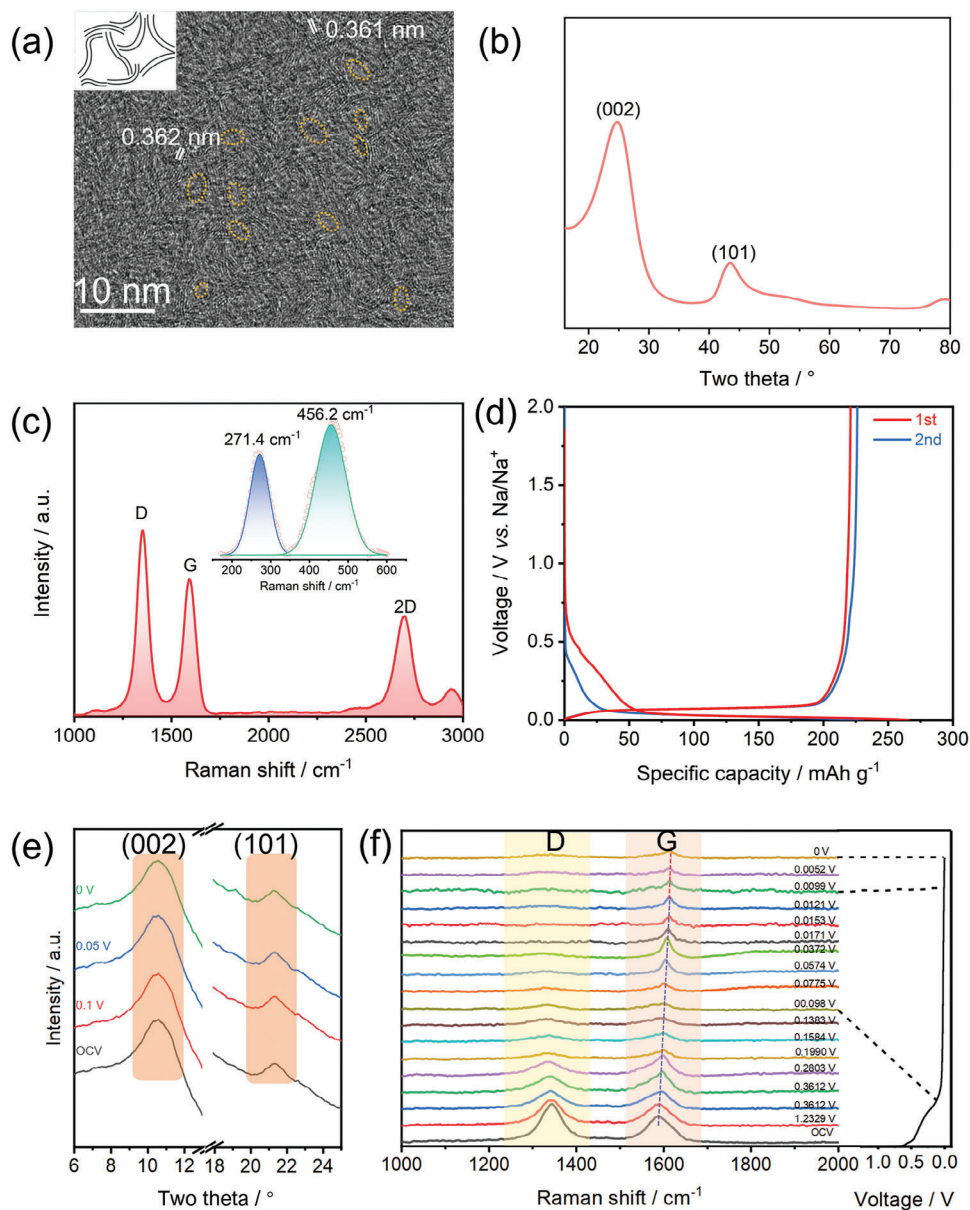 (a)
0.361 nm
0.362 nm
10 nm
(b)
(002)
(101)
20 30 40 50 60 70 80
Two theta / °
(c)
456.2 cm-1
271.4 cm-1
D
G
2D
200 300 400 500 600
Raman shift / cm-1
Intensity / a.u.
1000 1500 2000 2500 3000
Raman shift / cm-1
(d)
2.0
1.5
1.0
0.5
0.0
1st
2nd
Voltage / V vs. Na/Na+
0 50 100 150 200 250 300
Specific capacity / mAh g-1
(e)
(002) (101)
0 V
0.05 V
0.1 V
OCV
Intensity / a.u.
6 8 10 12 18 20 22 24 26
Two theta / °
(f)
D G
0 V
0.0052 V
0.0099 V
0.0121 V
0.0153 V
0.0171 V
0.0372 V
0.0574 V
0.0775 V
00.098 V
0.1383 V
0.1584 V
0.1990 V
0.2803 V
0.3612 V
0.3612 V
1.2329 V
OCV
1000 1200 1400 1600 1800 2000
1.0 0.5 0.0
Raman shift / cm-1
Voltage / V